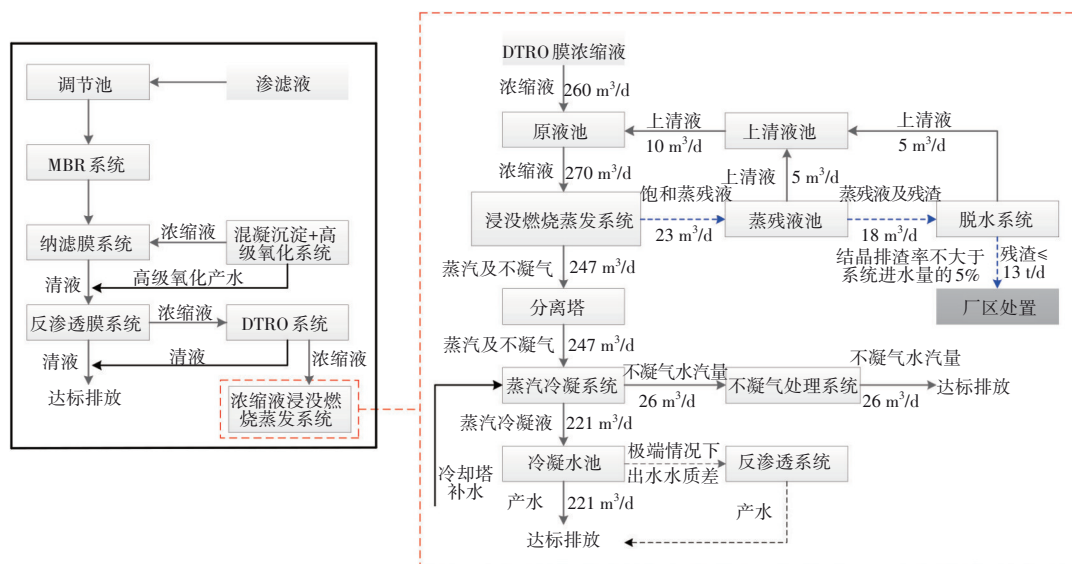 调节池
渗滤液
MBR系统
纳滤膜系统
浓缩液
混凝沉淀+高
级氧化系统
高级氧化产水
清液
反渗透膜系统
浓缩液
DTRO系统
清液
清液
浓缩液
达标排放
浓缩液浸没燃
烧蒸发系统
DTRO膜浓缩液
浓缩液
260 m³/d
原液池
上清液
10 m³/d
上清液池
上清液
5 m³/d
浓缩液
270 m³/d
上清液
5 m³/d
浸没燃烧蒸发系统
饱和蒸残液
23 m³/d
蒸残液池
蒸残液及残渣
18 m³/d
脱水系统
结晶排渣率不大于
系统进水量的5%
残渣≤
13 t/d
厂区处置
蒸汽及不凝气
247 m³/d
分离塔
蒸汽及不凝气
247 m³/d
蒸汽冷凝系统
不凝气水汽量
26 m³/d
不凝气处理系统
不凝气水汽量
26 m³/d
达标排放
蒸汽冷凝液
221 m³/d
冷却塔
补水
冷凝水池
极端情况下
出水水质差
反渗透系统
产水
221 m³/d
产水
达标排放